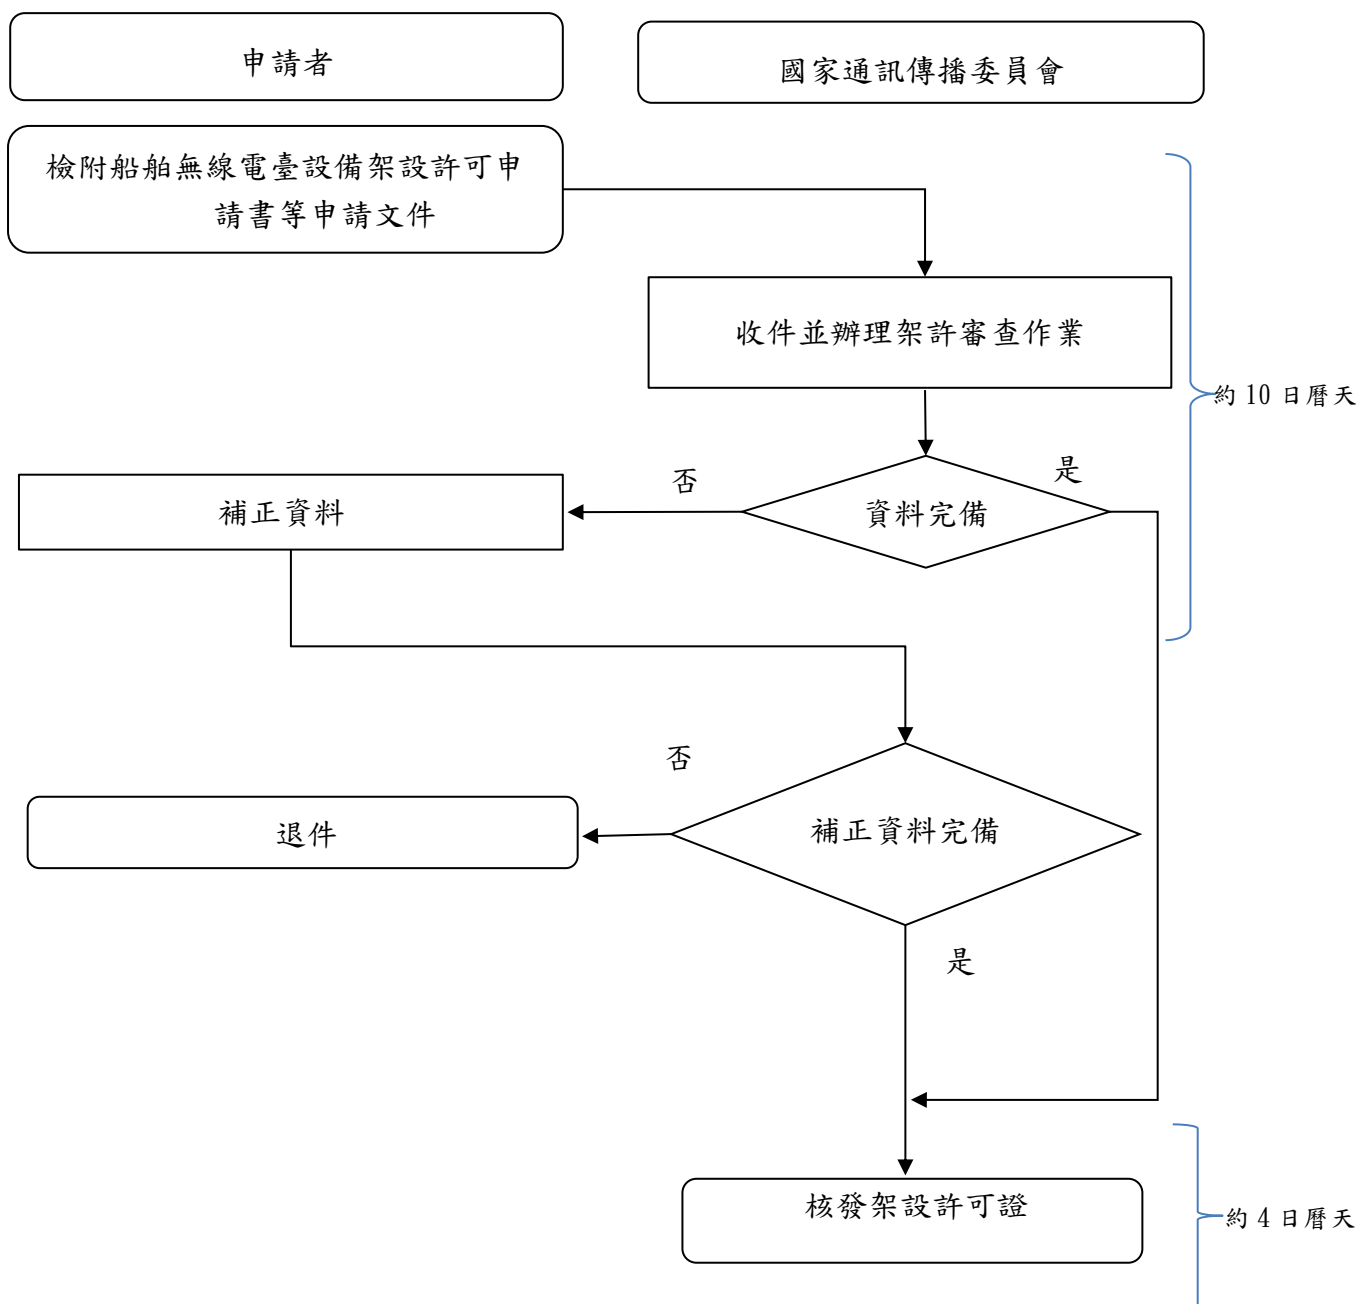 申請者
國家通訊傳播委員會
檢附船舶無線電臺設備架設許可申
請書等申請文件
收件並辦理架許審查作業
約 10 日曆天
否
是
補正資料
資料完備
否
退件
補正資料完備
是
核發架設許可證
約 4 日曆天